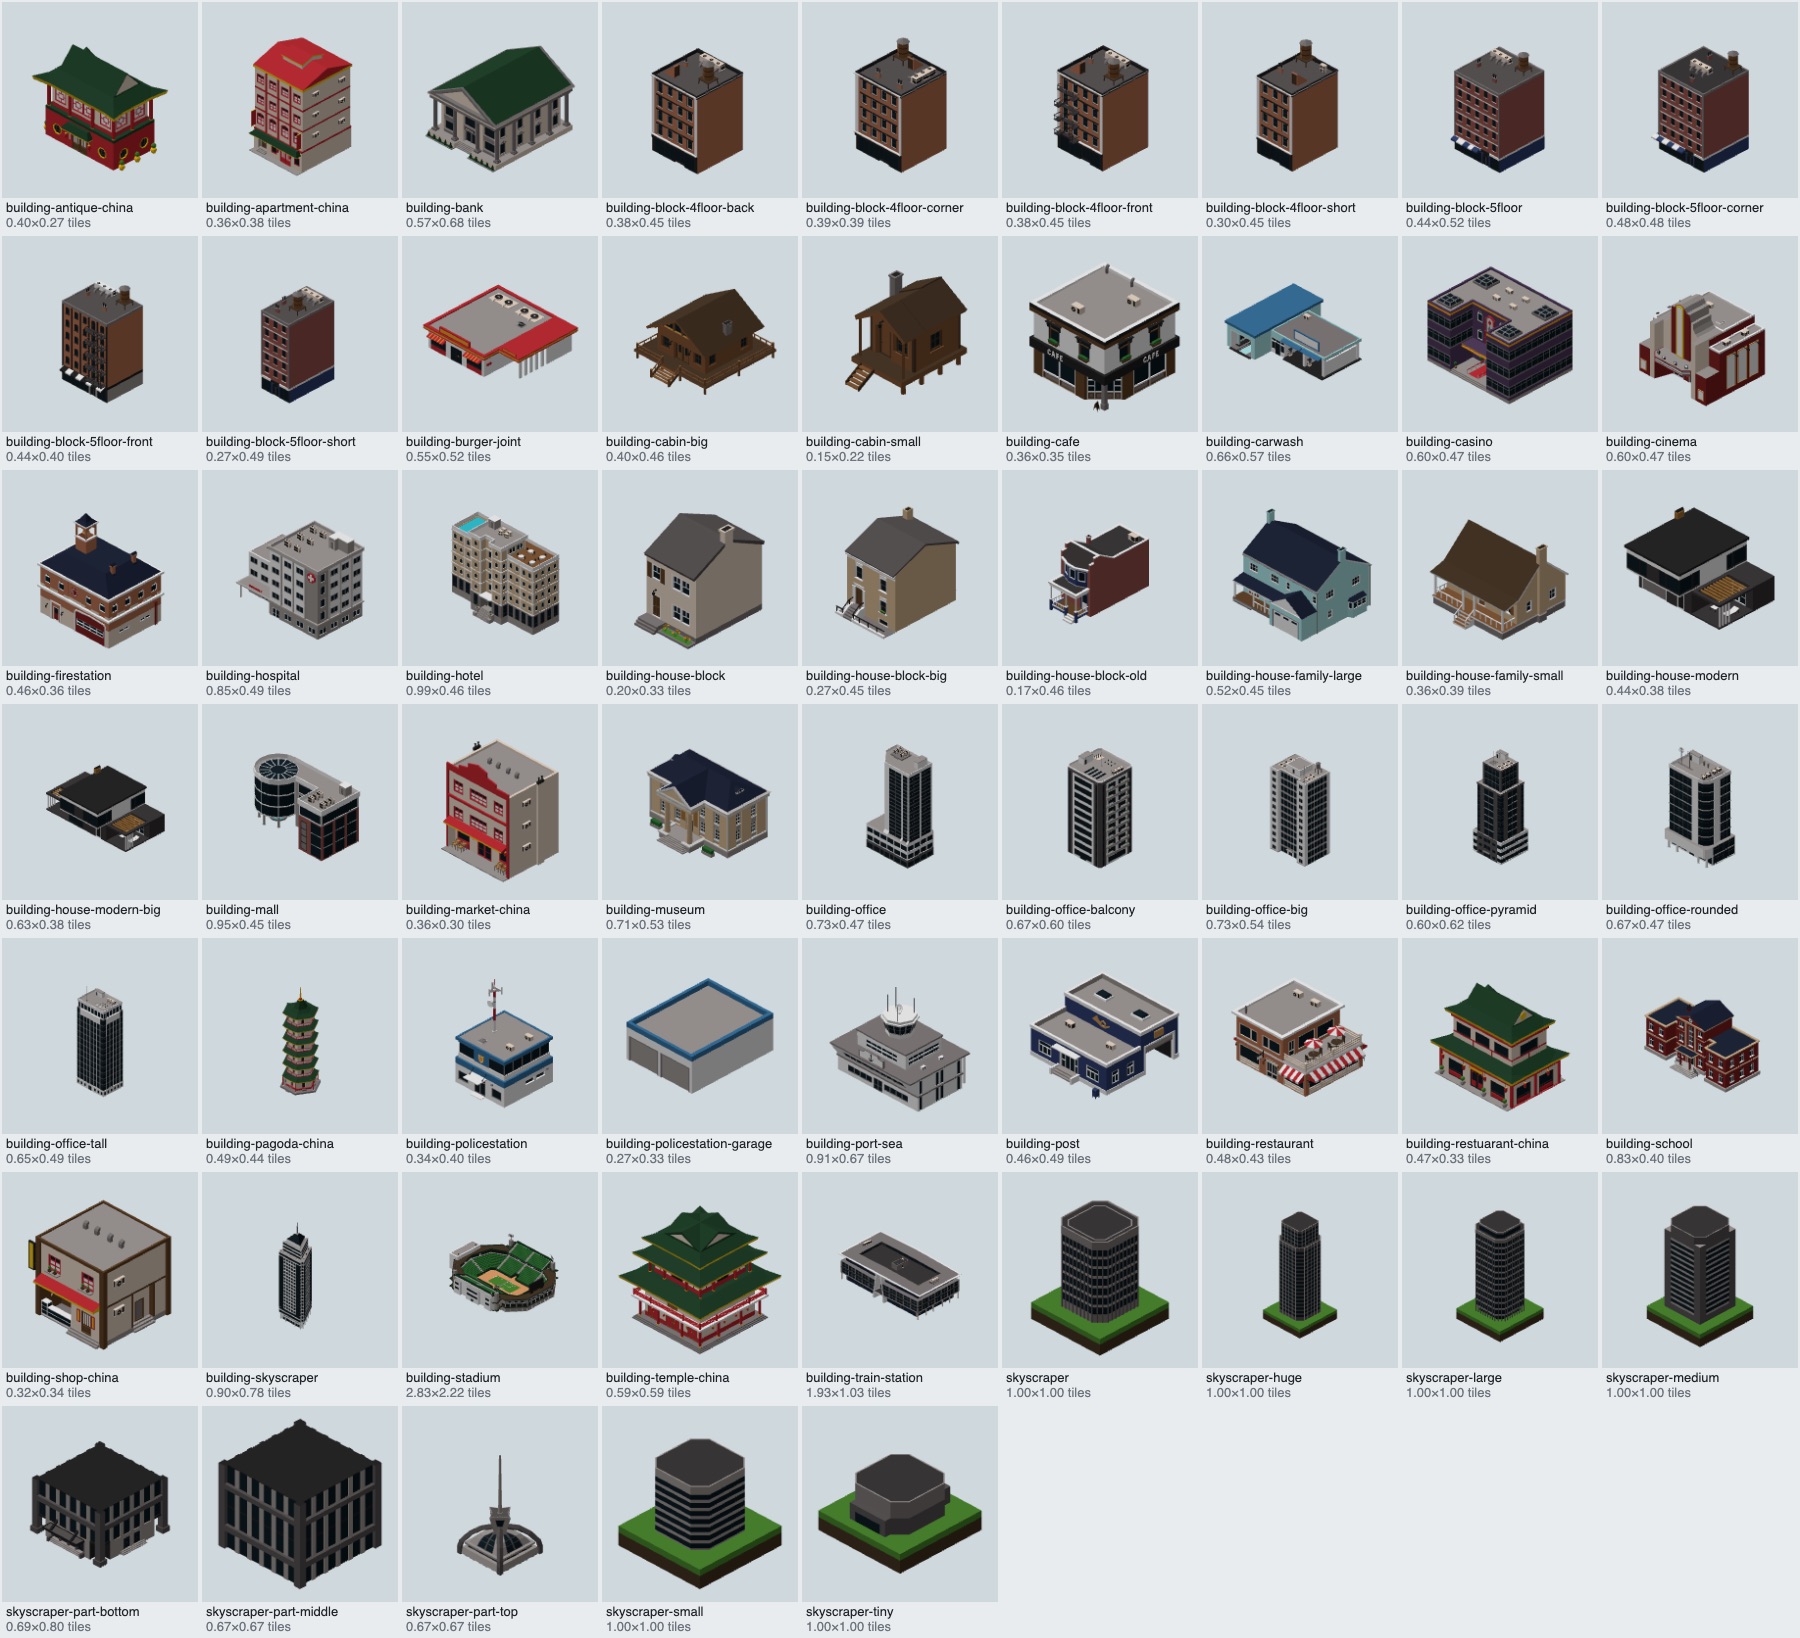 building-antique-china
0.40×0.27 tiles
building-apartment-china
0.36×0.38 tiles
building-bank
0.57×0.68 tiles
building-block-4floor-back
0.38×0.45 tiles
building-block-4floor-corner
0.39×0.39 tiles
building-block-4floor-front
0.38×0.45 tiles
building-block-4floor-short
0.30×0.45 tiles
building-block-5floor
0.44×0.52 tiles
building-block-5floor-corner
0.48×0.48 tiles
CAFE CAFE
building-block-5floor-front
0.44×0.40 tiles
building-block-5floor-short
0.27×0.49 tiles
building-burger-joint
0.55×0.52 tiles
building-cabin-big
0.40×0.46 tiles
building-cabin-small
0.15×0.22 tiles
building-cafe
0.36×0.35 tiles
building-carwash
0.66×0.57 tiles
building-casino
0.60×0.47 tiles
building-cinema
0.60×0.47 tiles
building-firestation
0.46×0.36 tiles
building-hospital
0.85×0.49 tiles
building-hotel
0.99×0.46 tiles
building-house-block
0.20×0.33 tiles
building-house-block-big
0.27×0.45 tiles
building-house-block-old
0.17×0.46 tiles
building-house-family-large
0.52×0.45 tiles
building-house-family-small
0.36×0.39 tiles
building-house-modern
0.44×0.38 tiles
building-house-modern-big
0.63×0.38 tiles
building-mall
0.95×0.45 tiles
building-market-china
0.36×0.30 tiles
building-museum
0.71×0.53 tiles
building-office
0.73×0.47 tiles
building-office-balcony
0.67×0.60 tiles
building-office-big
0.73×0.54 tiles
building-office-pyramid
0.60×0.62 tiles
building-office-rounded
0.67×0.47 tiles
building-office-tall
0.65×0.49 tiles
building-pagoda-china
0.49×0.44 tiles
building-policestation
0.34×0.40 tiles
building-policestation-garage
0.27×0.33 tiles
building-port-sea
0.91×0.67 tiles
building-post
0.46×0.49 tiles
building-restaurant
0.48×0.43 tiles
building-restuarant-china
0.47×0.33 tiles
building-school
0.83×0.40 tiles
building-shop-china
0.32×0.34 tiles
building-skyscraper
0.90×0.78 tiles
building-stadium
2.83×2.22 tiles
building-temple-china
0.59×0.59 tiles
building-train-station
1.93×1.03 tiles
skyscraper
1.00×1.00 tiles
skyscraper-huge
1.00×1.00 tiles
skyscraper-large
1.00×1.00 tiles
skyscraper-medium
1.00×1.00 tiles
skyscraper-part-bottom
0.69×0.80 tiles
skyscraper-part-middle
0.67×0.67 tiles
skyscraper-part-top
0.67×0.67 tiles
skyscraper-small
1.00×1.00 tiles
skyscraper-tiny
1.00×1.00 tiles